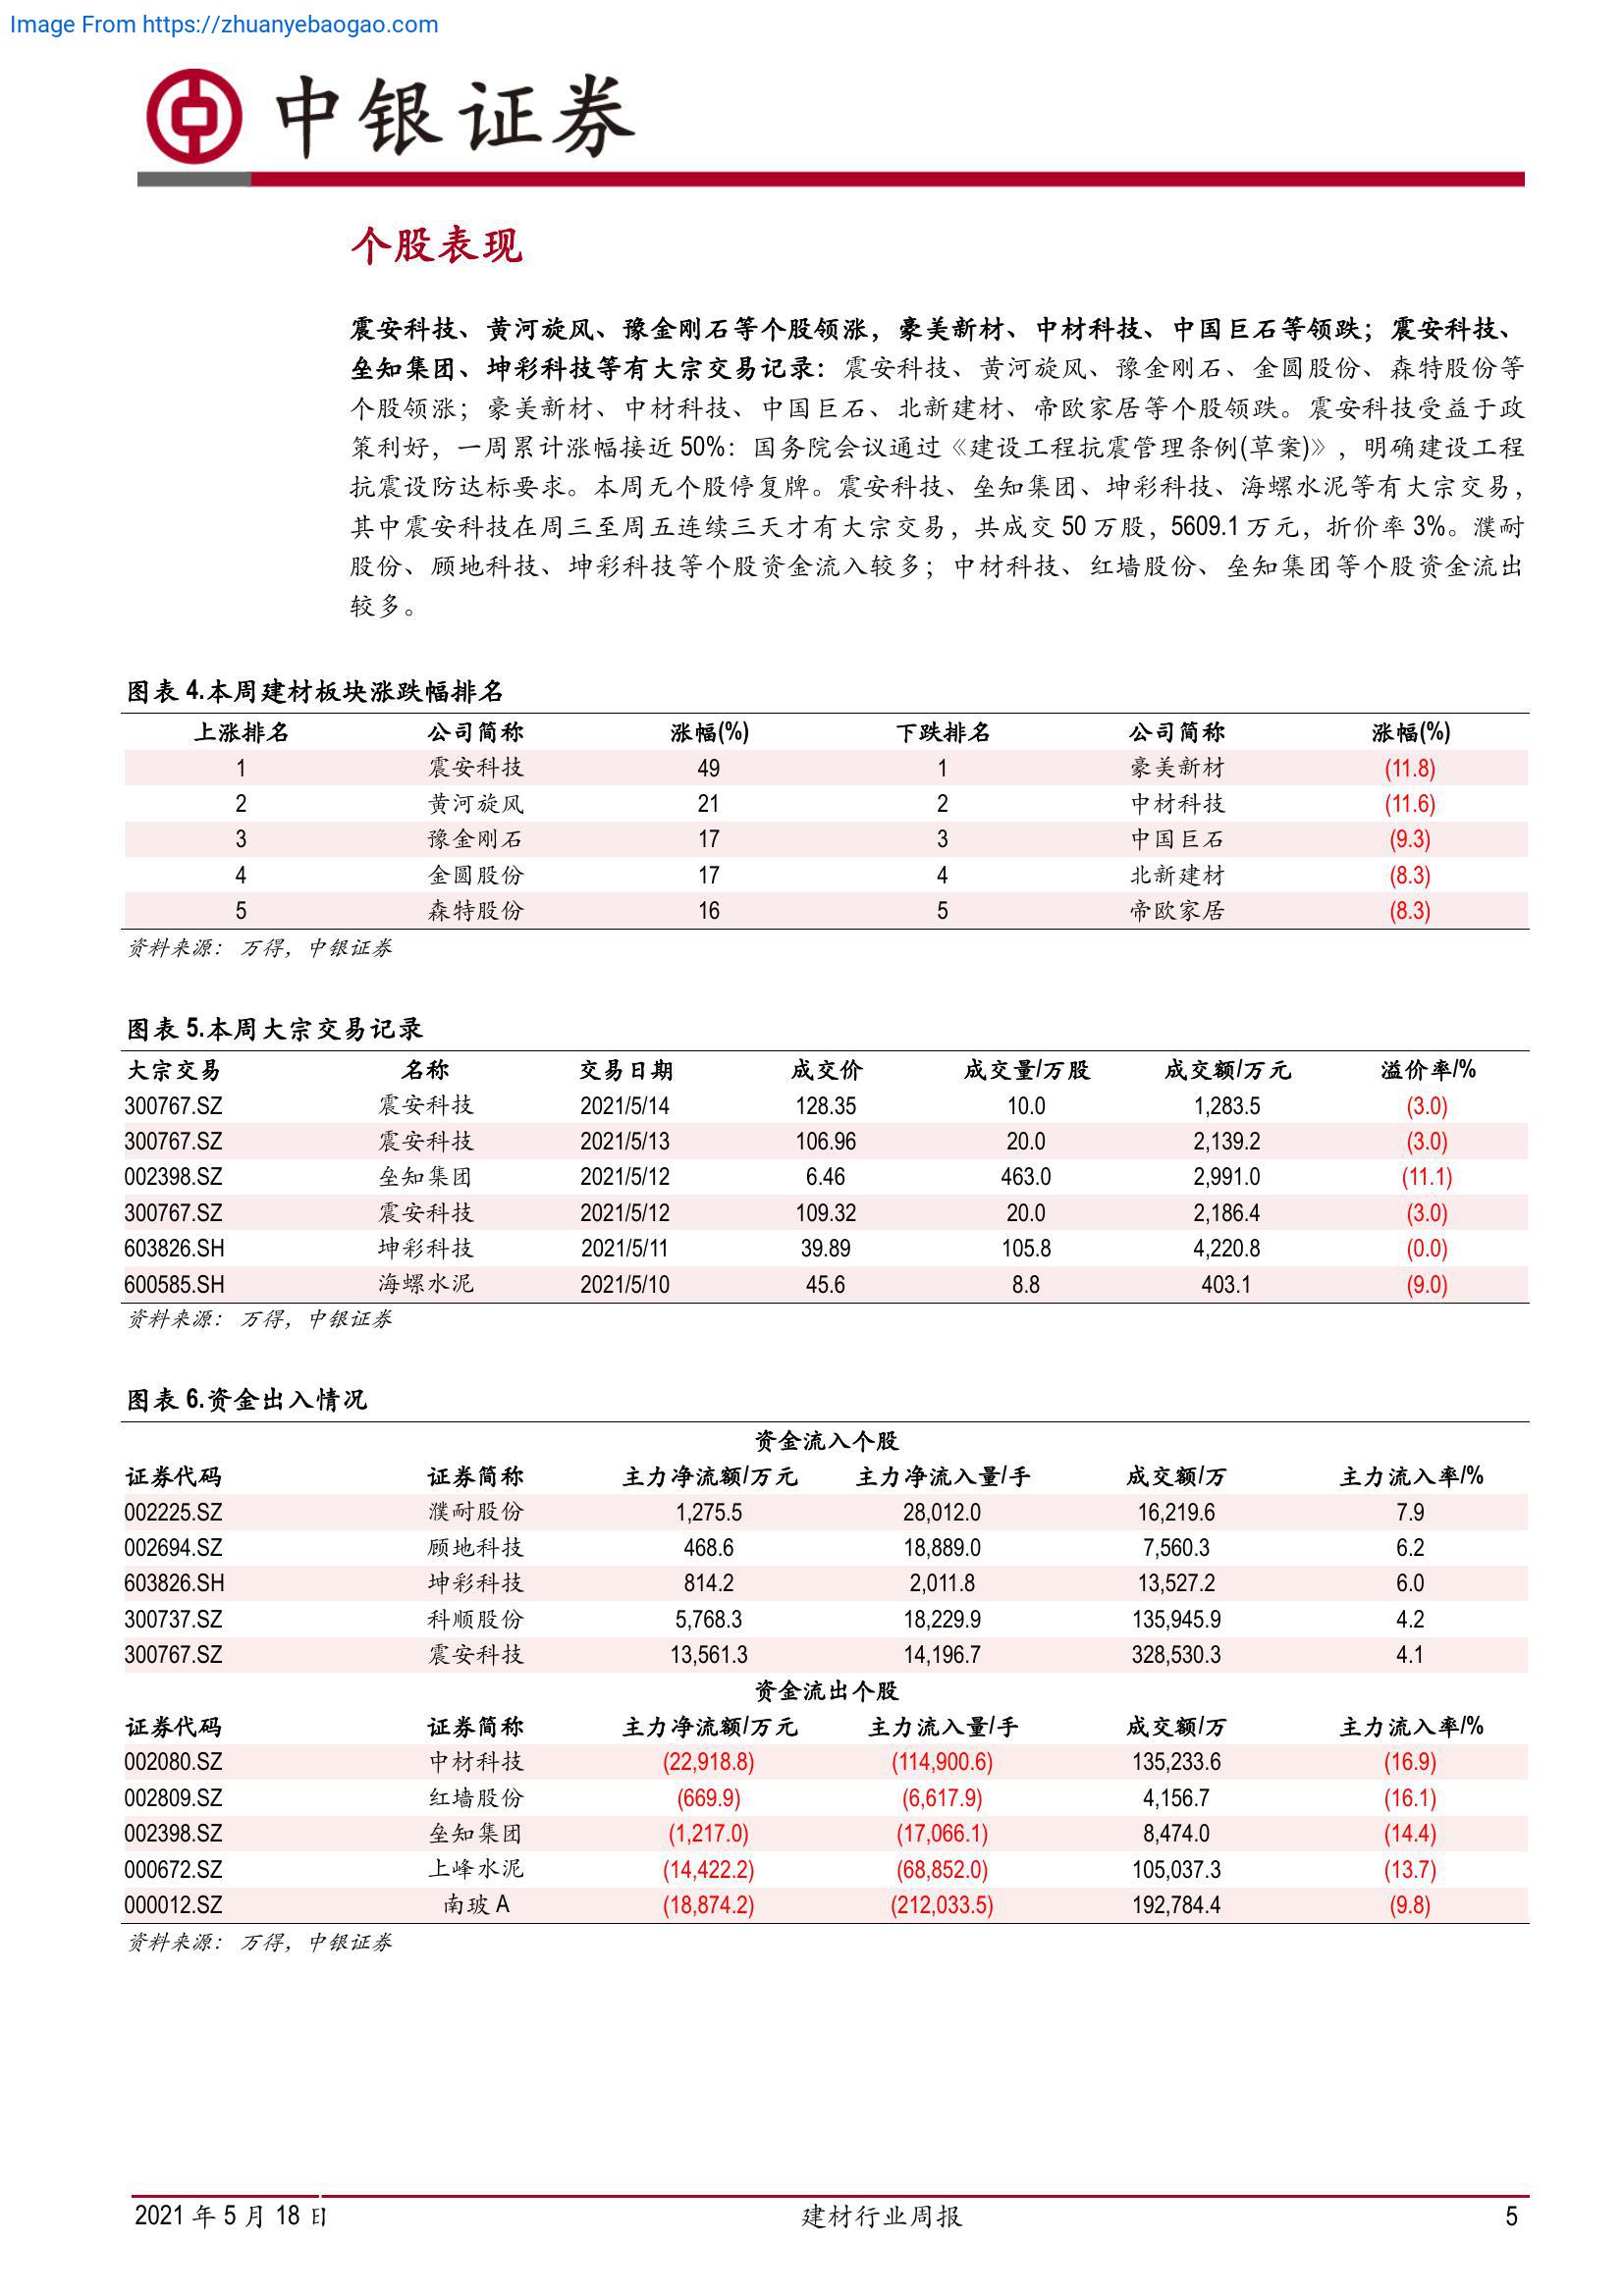 Image From https://zhuanyebaogao.com
中银证券
个股表现
震安科技、黄河旋风、豫金刚石等个股领涨，豪美新材、中材科技、中国巨石等领跌；震安科技、
垒知集团、坤彩科技等有大宗交易记录：震安科技、黄河旋风、豫金刚石、金圆股份、森特股份等
个股领涨；豪美新材、中材科技、中国巨石、北新建材、帝欧家居等个股领跌。震安科技受益于政
策利好，一周累计涨幅接近 50%：国务院会议通过《建设工程抗震管理条例(草案)》，明确建设工程
抗震设防达标要求。本周无个股停复牌。震安科技、垒知集团、坤彩科技、海螺水泥等有大宗交易，
其中震安科技在周三至周五连续三天才有大宗交易，共成交 50 万股，5609.1 万元，折价率 3%。濮耐
股份、顾地科技、坤彩科技等个股资金流入较多；中材科技、红墙股份、垒知集团等个股资金流出
较多。
图表 4.本周建材板块涨跌幅排名
上涨排名 公司简称 涨幅(%) 下跌排名 公司简称 涨幅(%)
1 震安科技 49 1 豪美新材 (11.8)
2 黄河旋风 21 2 中材科技 (11.6)
3 豫金刚石 17 3 中国巨石 (9.3)
4 金圆股份 17 4 北新建材 (8.3)
5 森特股份 16 5 帝欧家居 (8.3)
资料来源：万得，中银证券
图表 5.本周大宗交易记录
大宗交易 名称 交易日期 成交价 成交量/万股 成交额/万元 溢价率/%
300767.SZ 震安科技 2021/5/14 128.35 10.0 1,283.5 (3.0)
300767.SZ 震安科技 2021/5/13 106.96 20.0 2,139.2 (3.0)
002398.SZ 垒知集团 2021/5/12 6.46 463.0 2,991.0 (11.1)
300767.SZ 震安科技 2021/5/12 109.32 20.0 2,186.4 (3.0)
603826.SH 坤彩科技 2021/5/11 39.89 105.8 4,220.8 (0.0)
600585.SH 海螺水泥 2021/5/10 45.6 8.8 403.1 (9.0)
资料来源：万得，中银证券
图表 6.资金出入情况
资金流入个股
证券代码 证券简称 主力净流额/万元 主力净流入量/手 成交额/万 主力流入率/%
002225.SZ 濮耐股份 1,275.5 28,012.0 16,219.6 7.9
002694.SZ 顾地科技 468.6 18,889.0 7,560.3 6.2
603826.SH 坤彩科技 814.2 2,011.8 13,527.2 6.0
300737.SZ 科顺股份 5,768.3 18,229.9 135,945.9 4.2
300767.SZ 震安科技 13,561.3 14,196.7 328,530.3 4.1
资金流出个股
证券代码 证券简称 主力净流额/万元 主力流入量/手 成交额/万 主力流入率/%
002080.SZ 中材科技 (22,918.8) (114,900.6) 135,233.6 (16.9)
002809.SZ 红墙股份 (669.9) (6,617.9) 4,156.7 (16.1)
002398.SZ 垒知集团 (1,217.0) (17,066.1) 8,474.0 (14.4)
000672.SZ 上峰水泥 (14,422.2) (68,852.0) 105,037.3 (13.7)
000012.SZ 南玻 A (18,874.2) (212,033.5) 192,784.4 (9.8)
资料来源：万得，中银证券
2021 年 5 月 18 日 建材行业周报 5